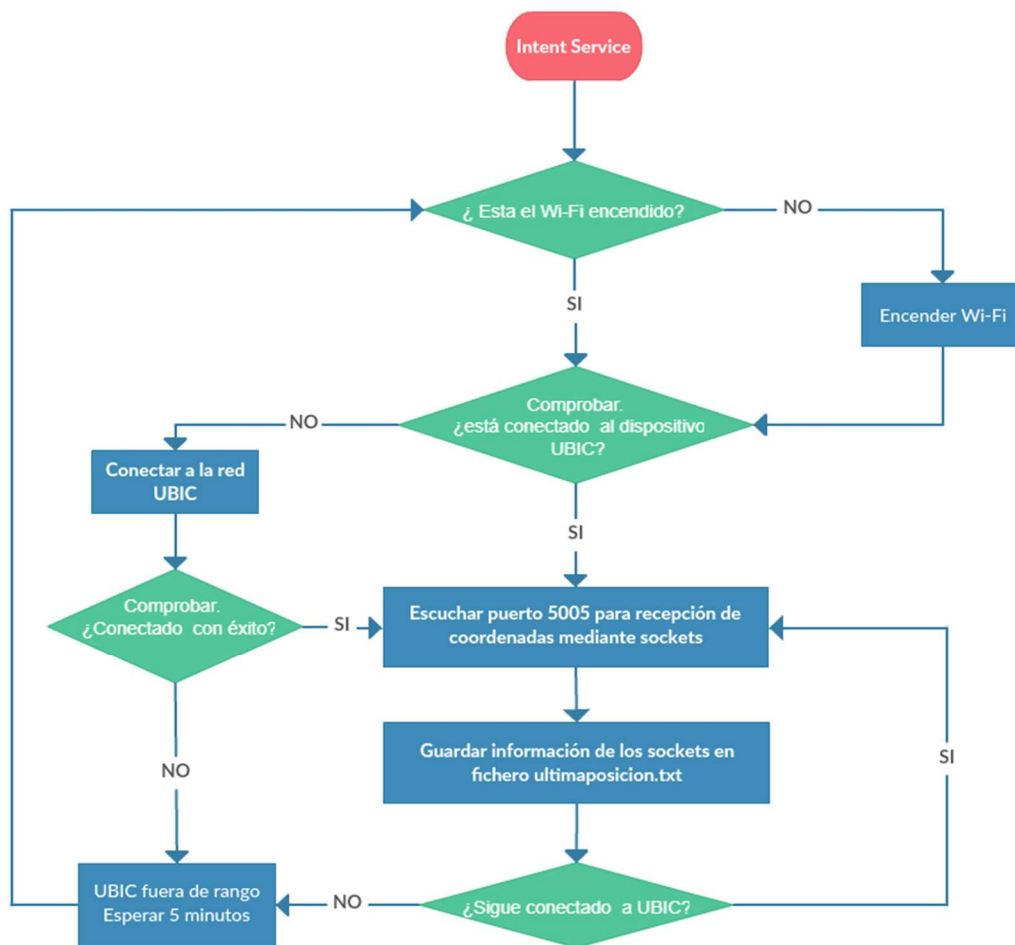 Intent Service
¿ Esta el Wi-Fi encendido?
NO
SI
Encender Wi-Fi
Comprobar.
¿está conectado al dispositivo
UBIC?
NO
Conectar a la red
UBIC
SI
Comprobar.
¿Conectado con éxito?
SI
Escuchar puerto 5005 para recepción de
coordenadas mediante sockets
Guardar información de los sockets en
fichero ultimaposicion.txt
SI
NO
UBIC fuera de rango
Esperar 5 minutos
NO
¿Sigue conectado a UBIC?